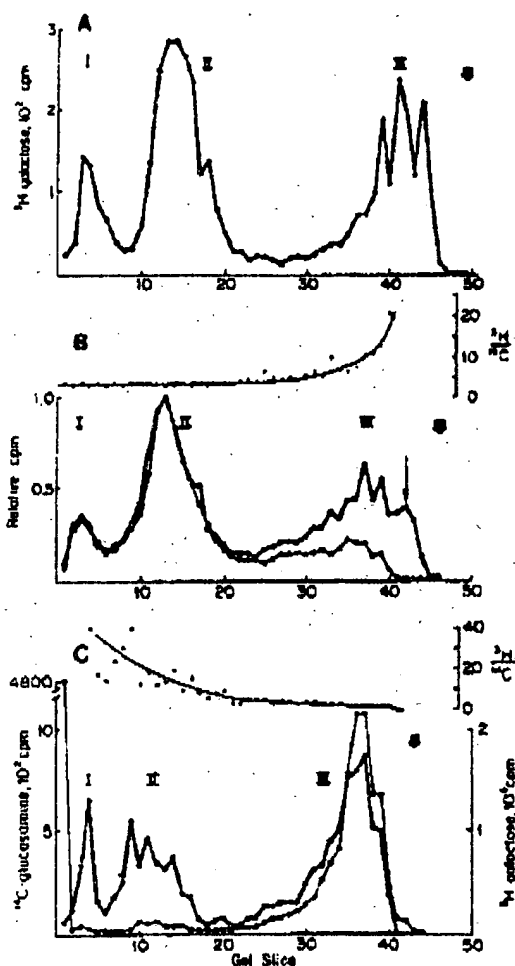 A
I II III
³H galactose, 10² cpm
3
2
1
10 20 30 40 50
B
20
10
0
Relative cpm
1.0
0.5
I II III
10 20 30 40 50
C
40
20
0
4800
10
5
2
1
I II III
¹⁴C-glucosamine, 10² cpm
³H galactose, 10⁴ cpm
0 10 20 30 40 50
Gel Slice